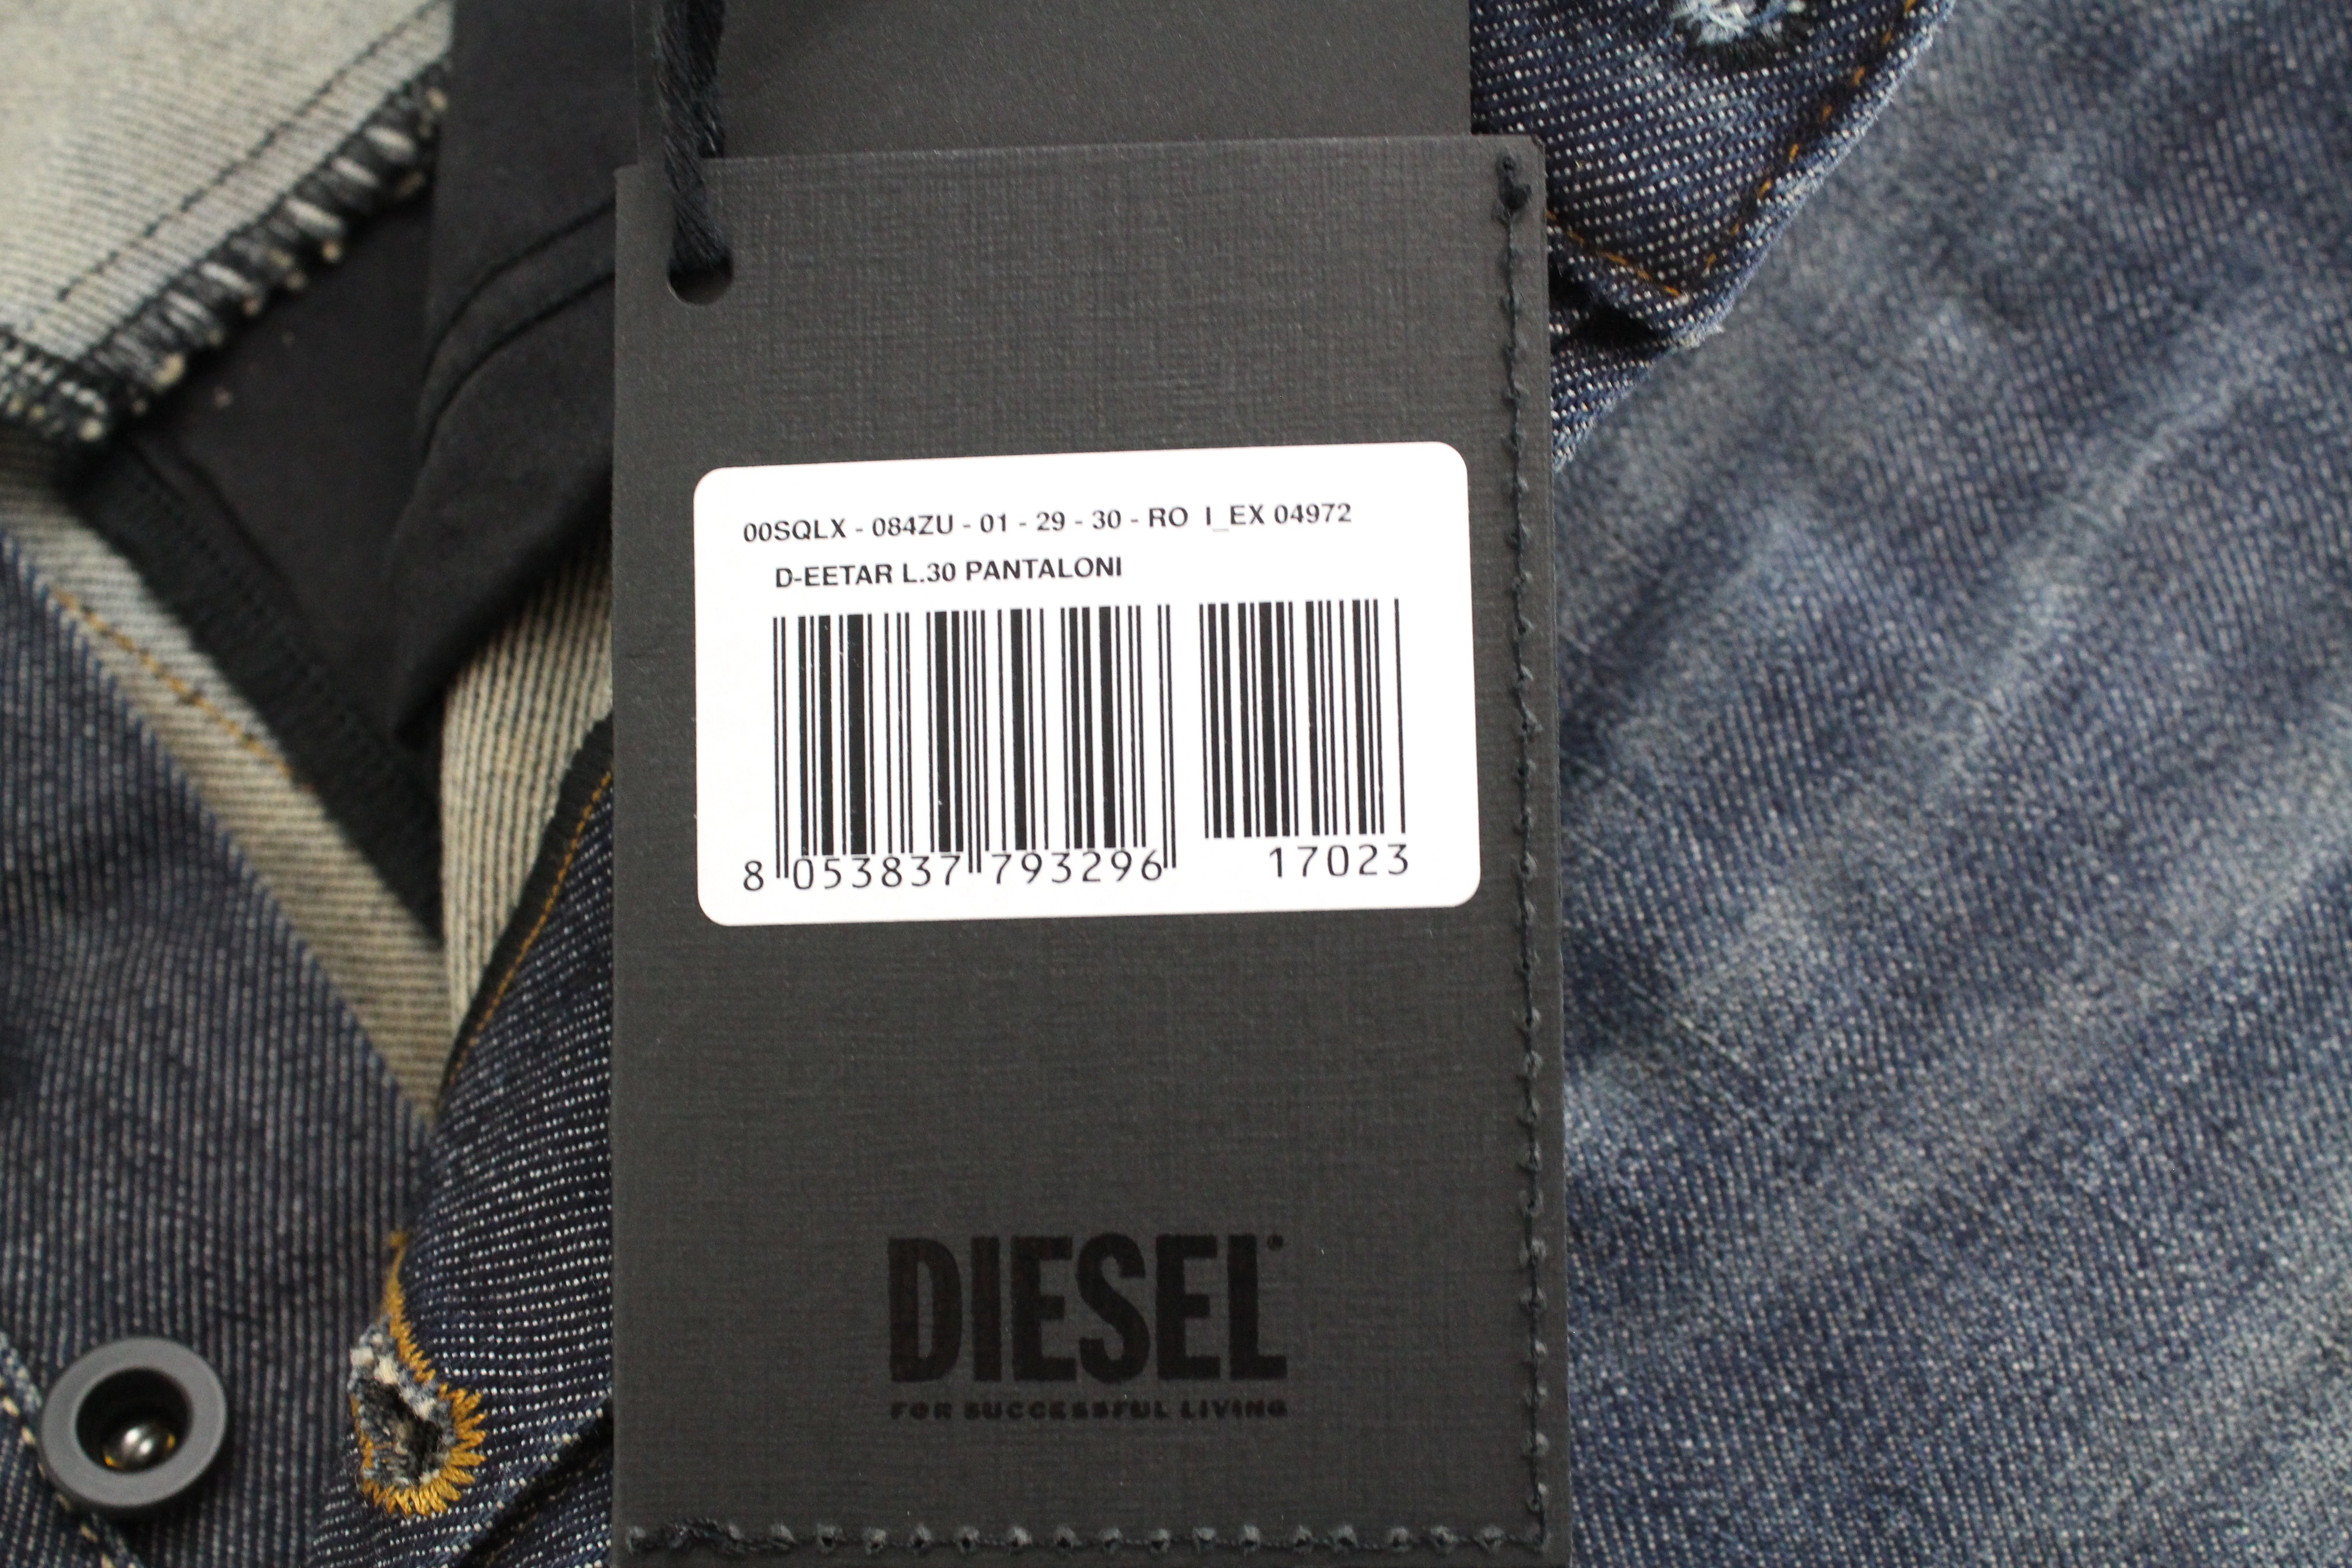 00SQLX - 084ZU - 01 - 29 - 30 - RO I_EX 04972
D-EETAR L.30 PANTALONI
8 053837 793296 17023
DIESEL
FOR SUCCESSFUL LIVING